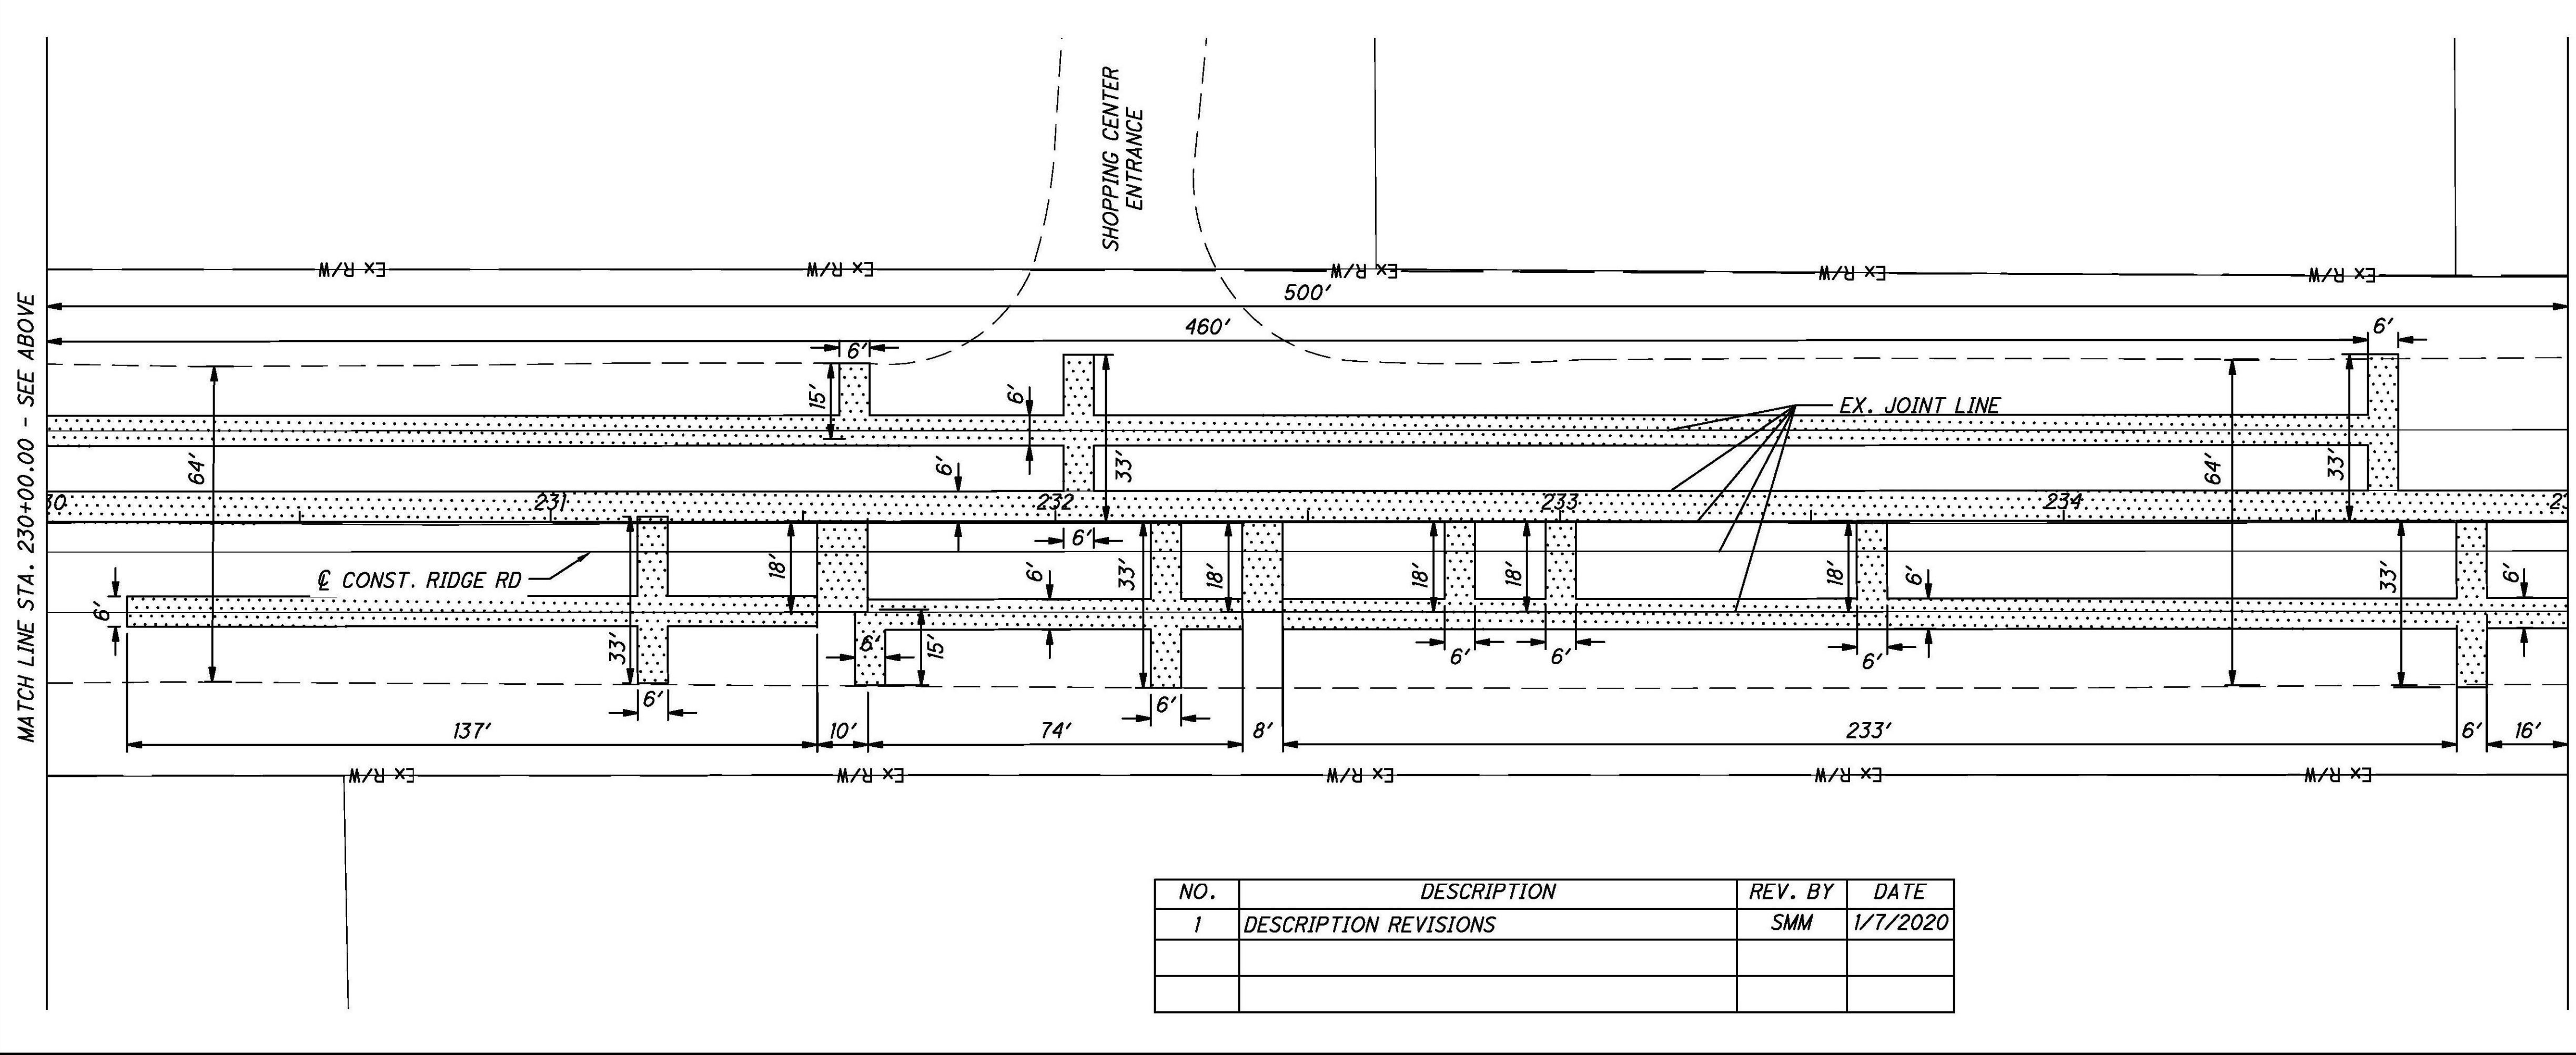 SHOPPING CENTER
ENTRANCE
Ex R/W
Ex R/W
Ex R/W
Ex R/W
Ex R/W
500'
460'
6'
6'
MATCH LINE STA. 230+00.00 - SEE ABOVE
15'
6'
EX. JOINT LINE
64'
6'
33'
64'
33'
30
231
232
233
234
23
6'
℄ CONST. RIDGE RD
18'
33'
18'
18'
18'
18'
33'
6'
6'
6'
6'
33'
6'
15'
6'
6'
6'
6'
6'
137'
10'
74'
8'
233'
6'
16'
Ex R/W
Ex R/W
Ex R/W
Ex R/W
Ex R/W
NO. DESCRIPTION REV. BY DATE
1 DESCRIPTION REVISIONS SMM 1/7/2020